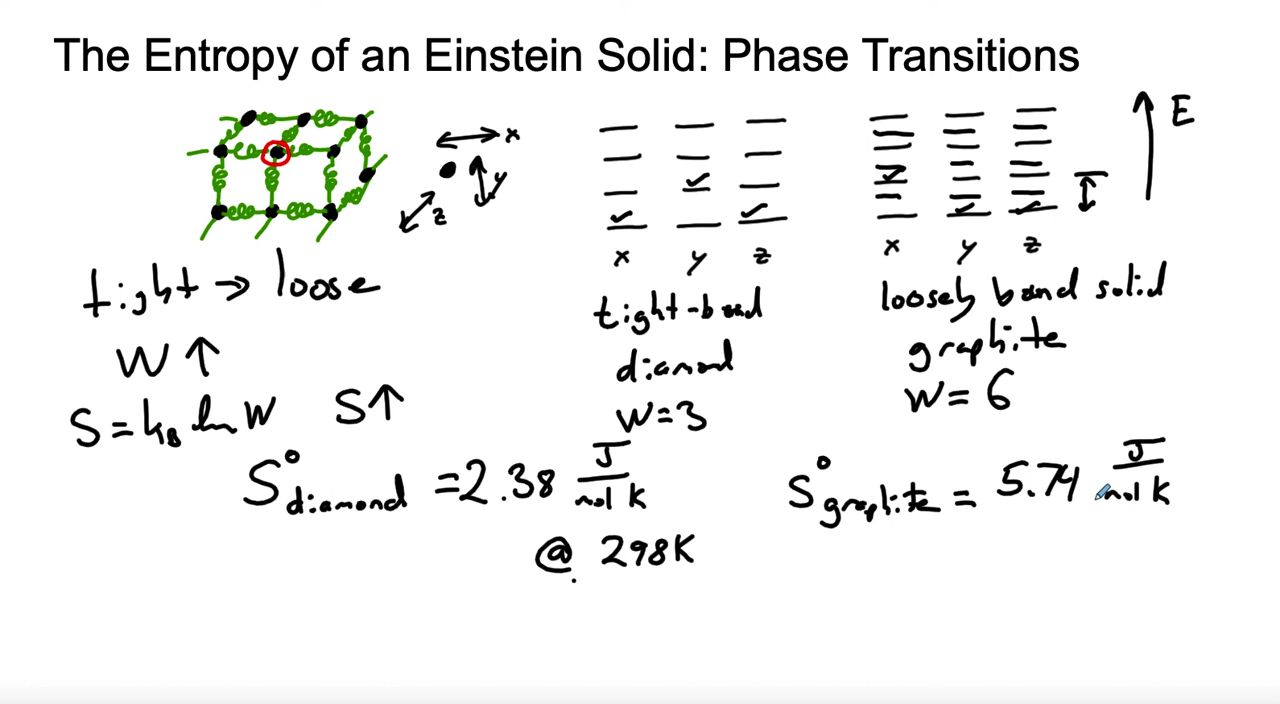 The Entropy of an Einstein Solid: Phase Transitions
x
y
z
E
x y z
x y z
tight → loose
W ↑
S = k_B ln W S↑
tight-bond
diamond
W=3
loosely bond solid
graphite
W= 6
S°diamond = 2.38 J/mol K
@ 298K
S°graphite = 5.74 J/mol K